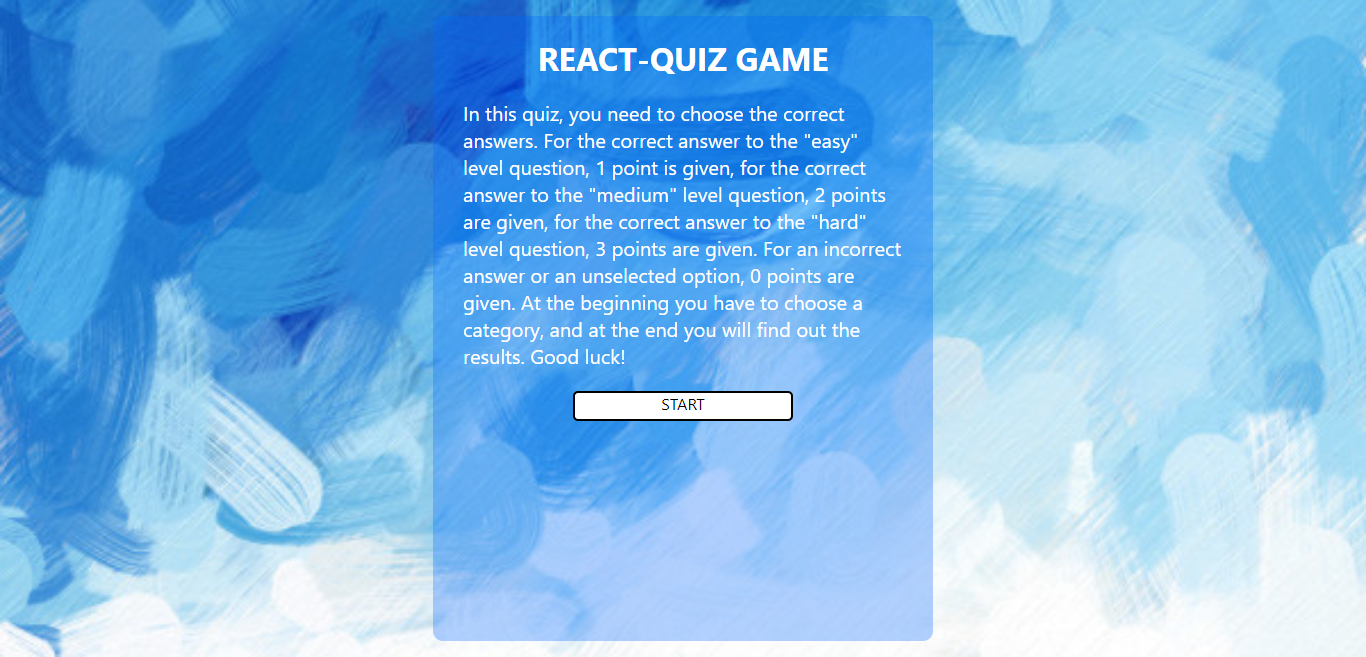 REACT-QUIZ GAME
In this quiz, you need to choose the correct
answers. For the correct answer to the "easy"
level question, 1 point is given, for the correct
answer to the "medium" level question, 2 points
are given, for the correct answer to the "hard"
level question, 3 points are given. For an incorrect
answer or an unselected option, 0 points are
given. At the beginning you have to choose a
category, and at the end you will find out the
results. Good luck!
START